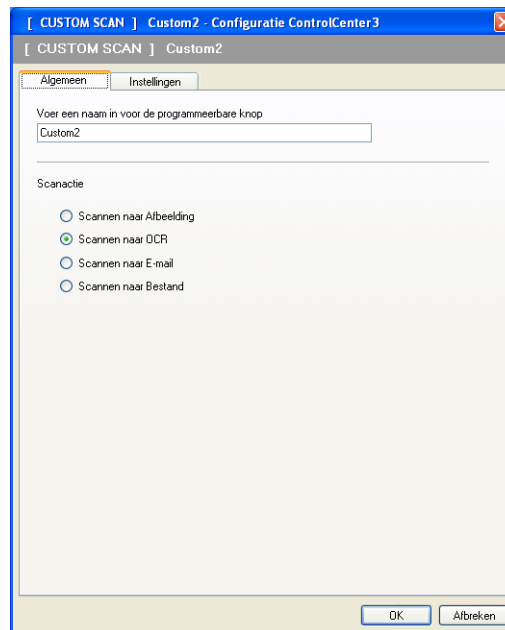 [ CUSTOM SCAN ] Custom2 - Configuratie ControlCenter3
[ CUSTOM SCAN ] Custom2
Algemeen Instellingen
Voer een naam in voor de programmeerbare knop
Custom2
Scanactie
Scannen naar Afbeelding
Scannen naar OCR
Scannen naar E-mail
Scannen naar Bestand
OK Afbreken